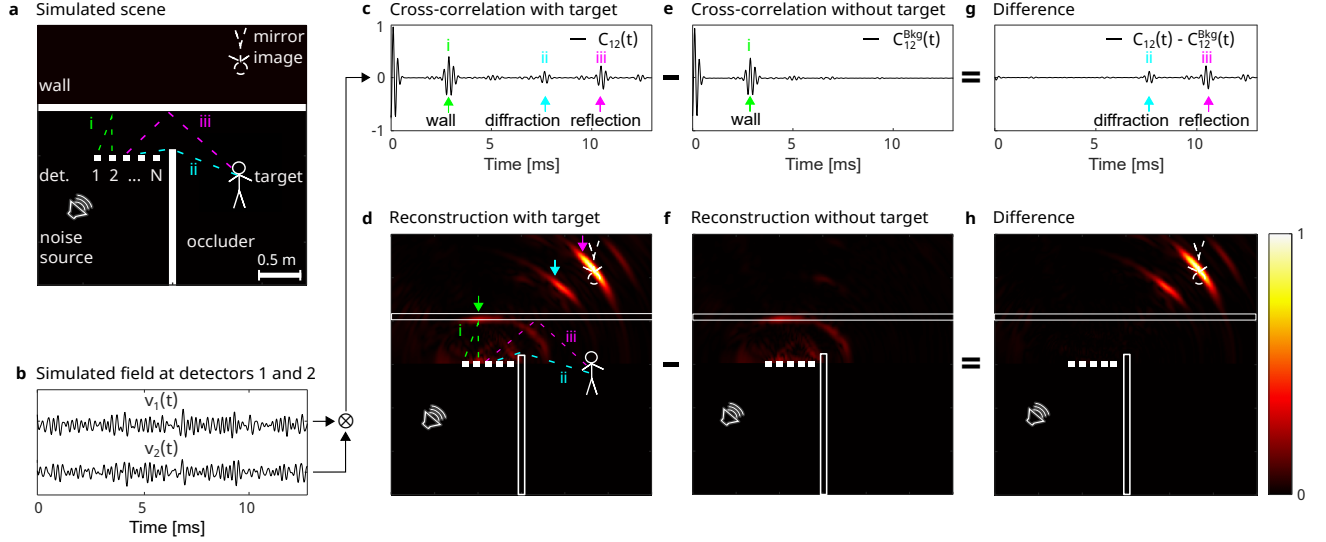 a Simulated scene
mirror
image
wall
i
iii
ii
det.
1 2 ... N
target
noise
source
occluder
0.5 m
b Simulated field at detectors 1 and 2
v1(t)
v2(t)
⊗
0 5 10
Time [ms]
c Cross-correlation with target
1
0
-1
C12(t)
i
ii
iii
wall
diffraction
reflection
0 5 10
Time [ms]
e Cross-correlation without target
C12Bkg(t)
i
wall
0 5 10
Time [ms]
g Difference
C12(t) - C12Bkg(t)
ii
iii
diffraction
reflection
0 5 10
Time [ms]
d Reconstruction with target
i
iii
ii
f Reconstruction without target
h Difference
1
0